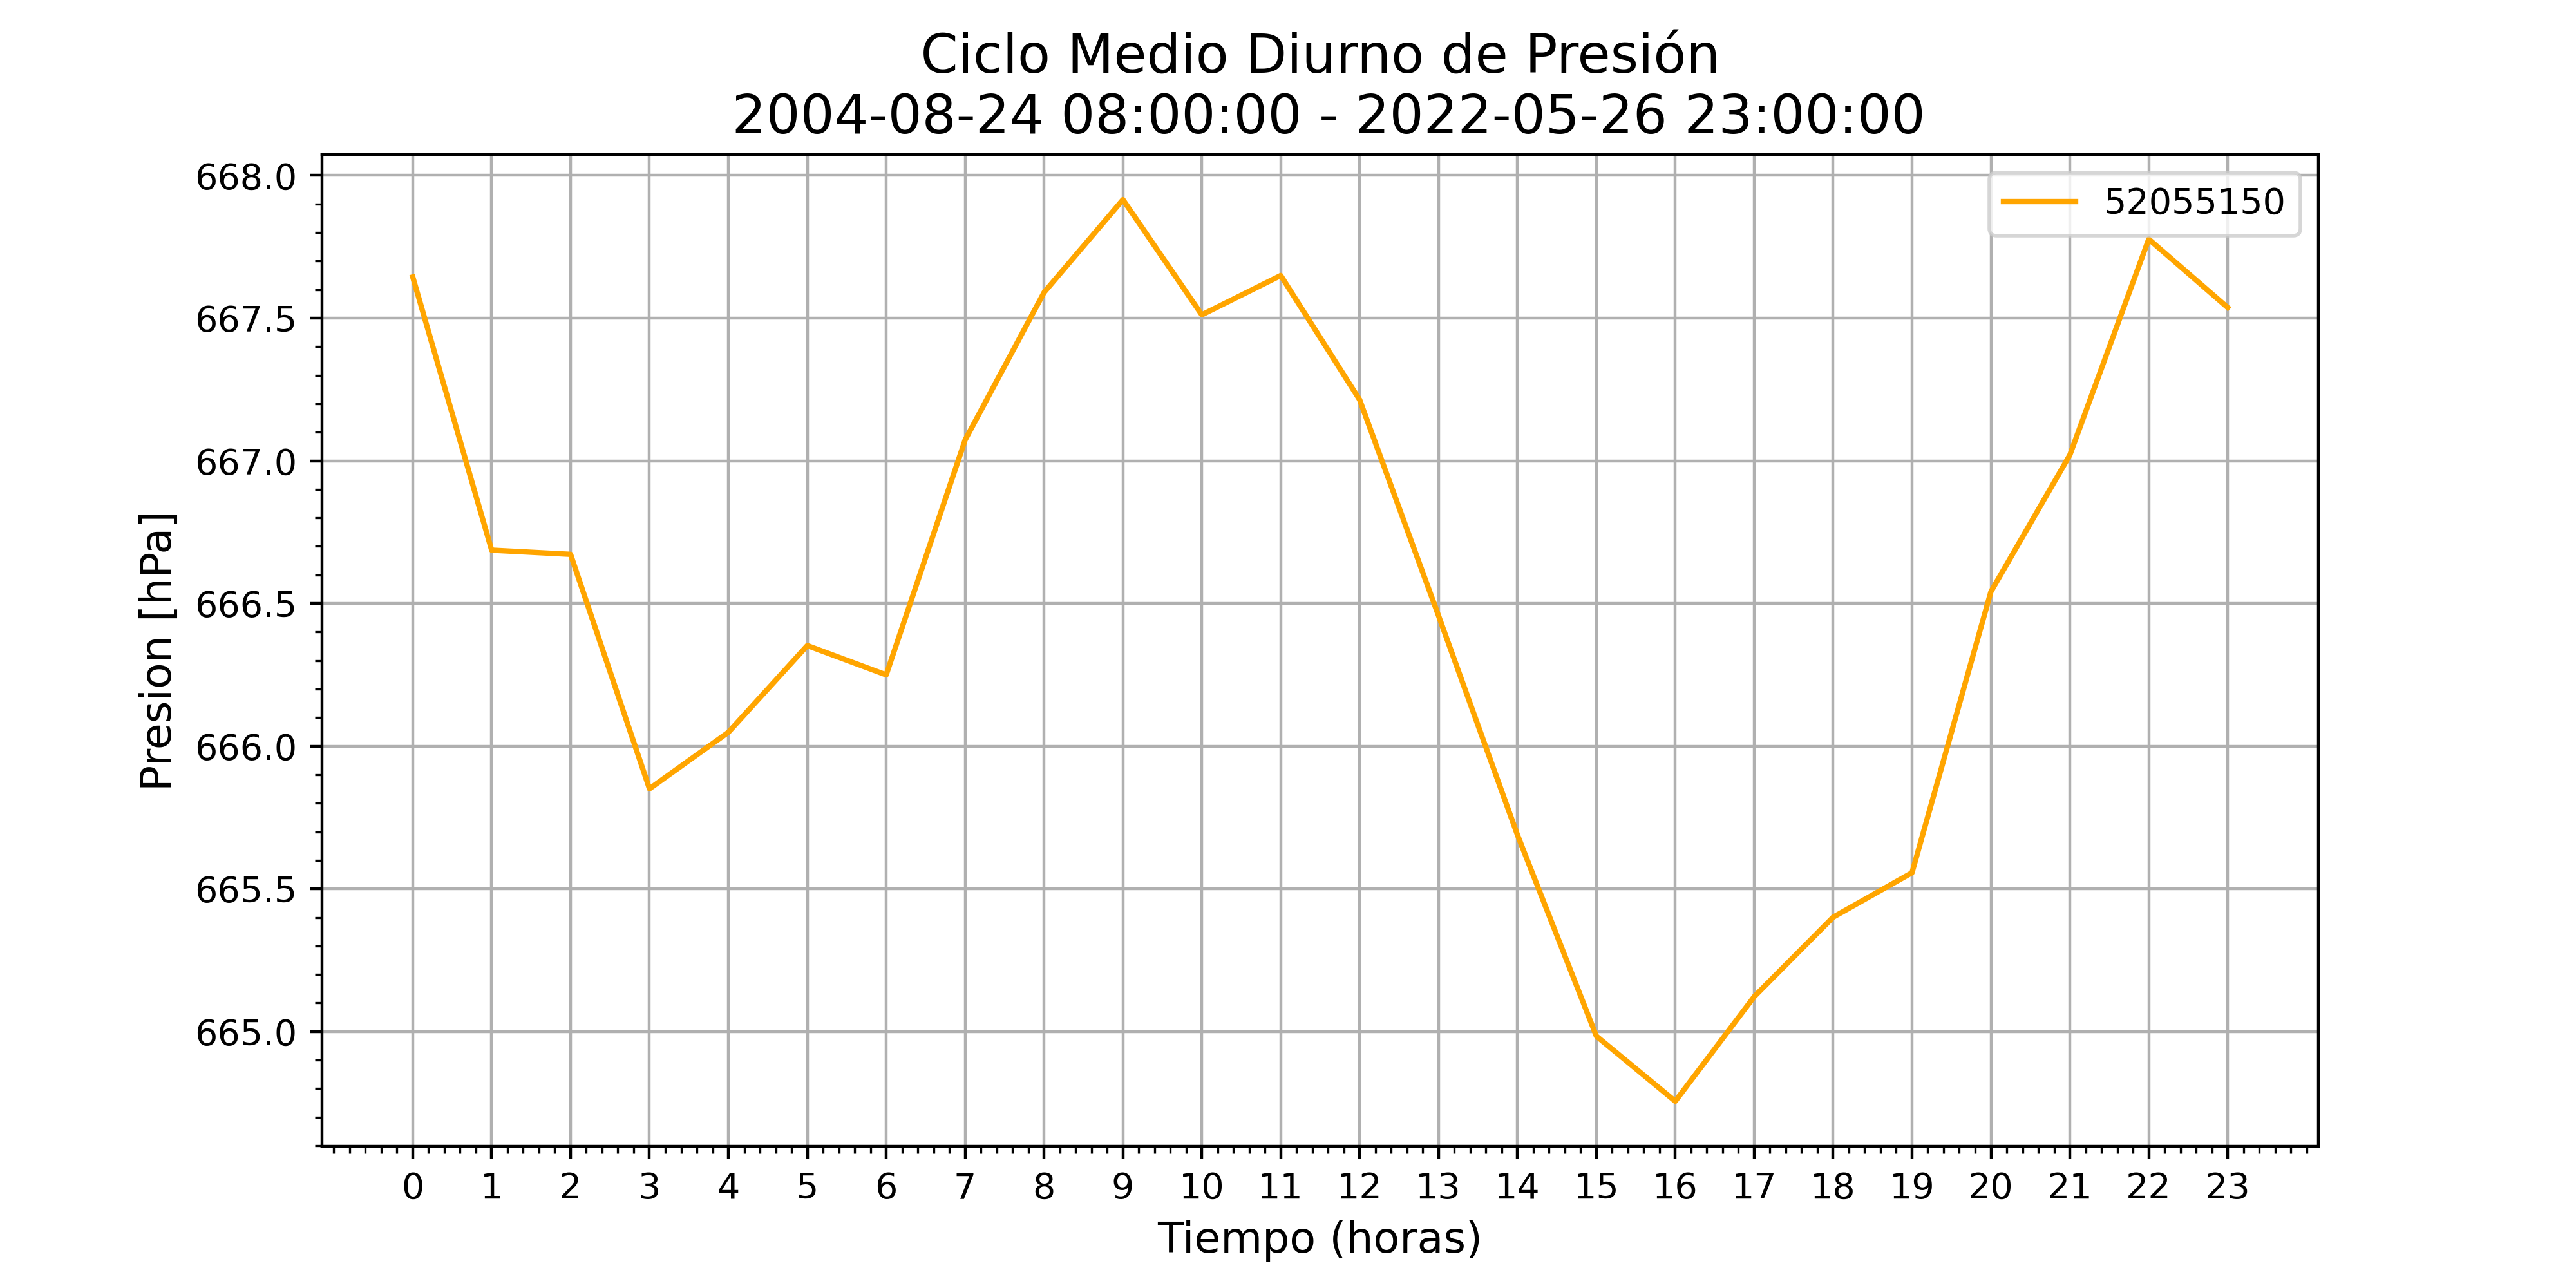 Ciclo Medio Diurno de Presión
2004-08-24 08:00:00 - 2022-05-26 23:00:00
52055150
668.0
667.5
667.0
666.5
666.0
665.5
665.0
Presion [hPa]
0 1 2 3 4 5 6 7 8 9 10 11 12 13 14 15 16 17 18 19 20 21 22 23
Tiempo (horas)